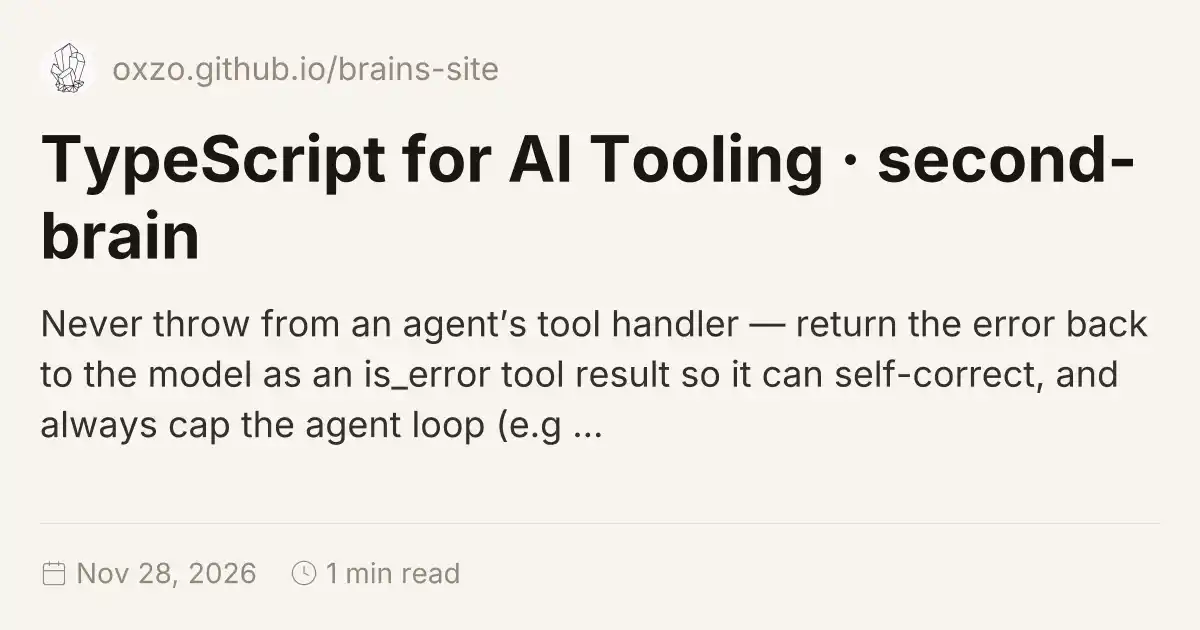 oxzo.github.io/brains-site
TypeScript for AI Tooling · second-
brain
Never throw from an agent’s tool handler — return the error back
to the model as an is_error tool result so it can self-correct, and
always cap the agent loop (e.g ...
Nov 28, 2026 1 min read